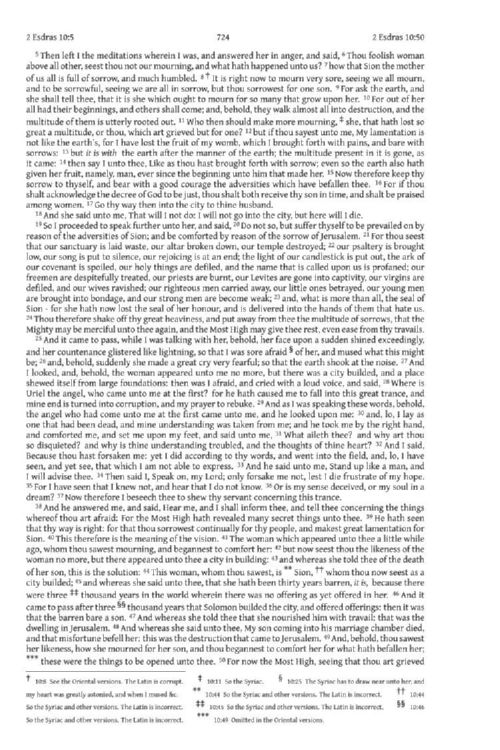 2 Esdras 10:5 724 2 Esdras 10:50
5 Then left I the meditations wherein I was, and answered her in anger, and said, 6 Thou foolish woman
above all other, seest thou not our mourning, and what hath happened unto us? 7 how that Sion the mother
of us all is full of sorrow, and much humbled. 8 † It is right now to mourn very sore, seeing we all mourn,
and to be sorrowful, seeing we are all in sorrow, but thou sorrowest for one son. 9 For ask the earth, and
she shall tell thee, that it is she which ought to mourn for so many that grow upon her. 10 For out of her
all had their beginnings, and others shall come; and, behold, they walk almost all into destruction, and the
multitude of them is utterly rooted out. 11 Who then should make more mourning, ‡ she, that hath lost so
great a multitude, or thou, which art grieved but for one? 12 but if thou sayest unto me, My lamentation is
not like the earth's, for I have lost the fruit of my womb, which I brought forth with pains, and bare with
sorrows: 13 but it is with the earth after the manner of the earth; the multitude present in it is gone, as
it came: 14 then say I unto thee, Like as thou hast brought forth with sorrow; even so the earth also hath
given her fruit, namely, man, ever since the beginning unto him that made her. 15 Now therefore keep thy
sorrow to thyself, and bear with a good courage the adversities which have befallen thee. 16 For if thou
shalt acknowledge the decree of God to be just, thou shalt both receive thy son in time, and shalt be praised
among women. 17 Go thy way then into the city to thine husband.
18 And she said unto me, That will I not do: I will not go into the city, but here will I die.
19 So I proceeded to speak further unto her, and said, 20 Do not so, but suffer thyself to be prevailed on by
reason of the adversities of Sion; and be comforted by reason of the sorrow of Jerusalem. 21 For thou seest
that our sanctuary is laid waste, our altar broken down, our temple destroyed; 22 our psaltery is brought
low, our song is put to silence, our rejoicing is at an end; the light of our candlestick is put out, the ark of
our covenant is spoiled, our holy things are defiled, and the name that is called upon us is profaned; our
freemen are despitefully treated, our priests are burnt, our Levites are gone into captivity, our virgins are
defiled, and our wives ravished; our righteous men carried away, our little ones betrayed, our young men
are brought into bondage, and our strong men are become weak; 23 and, what is more than all, the seal of
Sion - for she hath now lost the seal of her honour, and is delivered into the hands of them that hate us.
24 Thou therefore shake off thy great heaviness, and put away from thee the multitude of sorrows, that the
Mighty may be merciful unto thee again, and the Most High may give thee rest, even ease from thy travails.
25 And it came to pass, while I was talking with her, behold, her face upon a sudden shined exceedingly,
and her countenance glistered like lightning, so that I was sore afraid § of her, and mused what this might
be; 26 and, behold, suddenly she made a great cry very fearful; so that the earth shook at the noise. 27 And
I looked, and, behold, the woman appeared unto me no more, but there was a city builded, and a place
shewed itself from large foundations: then was I afraid, and cried with a loud voice, and said, 28 Where is
Uriel the angel, who came unto me at the first? for he hath caused me to fall into this great trance, and
mine end is turned into corruption, and my prayer to rebuke. 29 And as I was speaking these words, behold,
the angel who had come unto me at the first came unto me, and he looked upon me: 30 and, lo, I lay as
one that had been dead, and mine understanding was taken from me; and he took me by the right hand,
and comforted me, and set me upon my feet, and said unto me, 31 What aileth thee? and why art thou
so disquieted? and why is thine understanding troubled, and the thoughts of thine heart? 32 And I said,
Because thou hast forsaken me: yet I did according to thy words, and went into the field, and, lo, I have
seen, and yet see, that which I am not able to express. 33 And he said unto me, Stand up like a man, and
I will advise thee. 34 Then said I, Speak on, my Lord; only forsake me not, lest I die frustrate of my hope.
35 For I have seen that I knew not, and hear that I do not know. 36 Or is my sense deceived, or my soul in a
dream? 37 Now therefore I beseech thee to shew thy servant concerning this trance.
38 And he answered me, and said, Hear me, and I shall inform thee, and tell thee concerning the things
whereof thou art afraid: For the Most High hath revealed many secret things unto thee. 39 He hath seen
that thy way is right: for that thou sorrowest continually for thy people, and makest great lamentation for
Sion. 40 This therefore is the meaning of the vision. 41 The woman which appeared unto thee a little while
ago, whom thou sawest mourning, and begannest to comfort her: 42 but now seest thou the likeness of the
woman no more, but there appeared unto thee a city in building: 43 and whereas she told thee of the death
of her son, this is the solution: 44 This woman, whom thou sawest, is ** Sion, †† whom thou now seest as a
city builded; 45 and whereas she said unto thee, that she hath been thirty years barren, it is, because there
were three ‡‡ thousand years in the world wherein there was no offering as yet offered in her. 46 And it
came to pass after three §§ thousand years that Solomon builded the city, and offered offerings: then it was
that the barren bare a son. 47 And whereas she told thee that she nourished him with travail: that was the
dwelling in Jerusalem. 48 And whereas she said unto thee, My son coming into his marriage chamber died,
and that misfortune befell her: this was the destruction that came to Jerusalem. 49 And, behold, thou sawest
her likeness, how she mourned for her son, and thou begannest to comfort her for what hath befallen her;
*** these were the things to be opened unto thee. 50 For now the Most High, seeing that thou art grieved
† 10:8 See the Oriental versions. The Latin is corrupt. ‡ 10:11 So the Syriac. § 10:25 The Syriac has to draw near unto her, and
my heart was greatly astonied, and when I mused &c. ** 10:44 So the Syriac and other versions. The Latin is incorrect. †† 10:44
So the Syriac and other versions. The Latin is incorrect. ‡‡ 10:45 So the Syriac and other versions. The Latin is incorrect. §§ 10:46
So the Syriac and other versions. The Latin is incorrect. *** 10:49 Omitted in the Oriental versions.